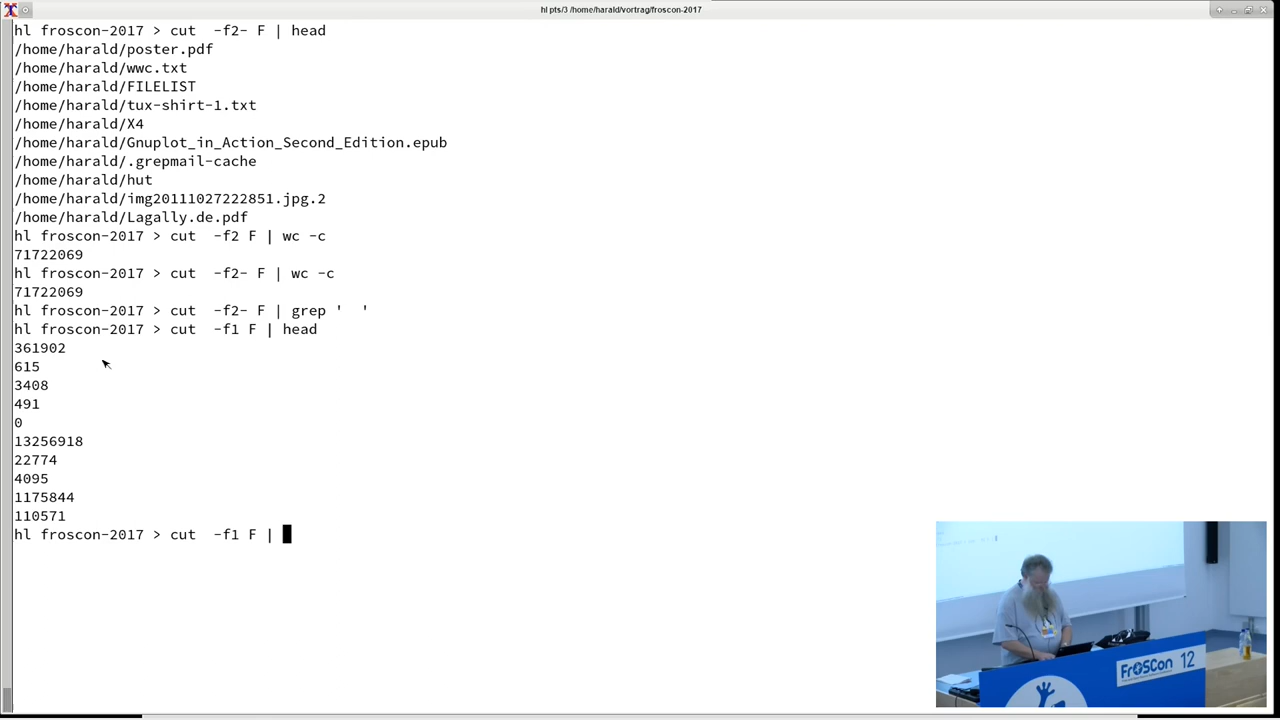 hl pts/3 /home/harald/vortrag/froscon-2017
hl froscon-2017 > cut  -f2- F | head
/home/harald/poster.pdf
/home/harald/wwc.txt
/home/harald/FILELIST
/home/harald/tux-shirt-1.txt
/home/harald/X4
/home/harald/Gnuplot_in_Action_Second_Edition.epub
/home/harald/.grepmail-cache
/home/harald/hut
/home/harald/img20111027222851.jpg.2
/home/harald/Lagally.de.pdf
hl froscon-2017 > cut  -f2 F | wc -c
71722069
hl froscon-2017 > cut  -f2- F | wc -c
71722069
hl froscon-2017 > cut  -f2- F | grep '  '
hl froscon-2017 > cut  -f1 F | head
361902
615
3408
491
0
13256918
22774
4095
1175844
110571
hl froscon-2017 > cut  -f1 F |
FrOSCon 12